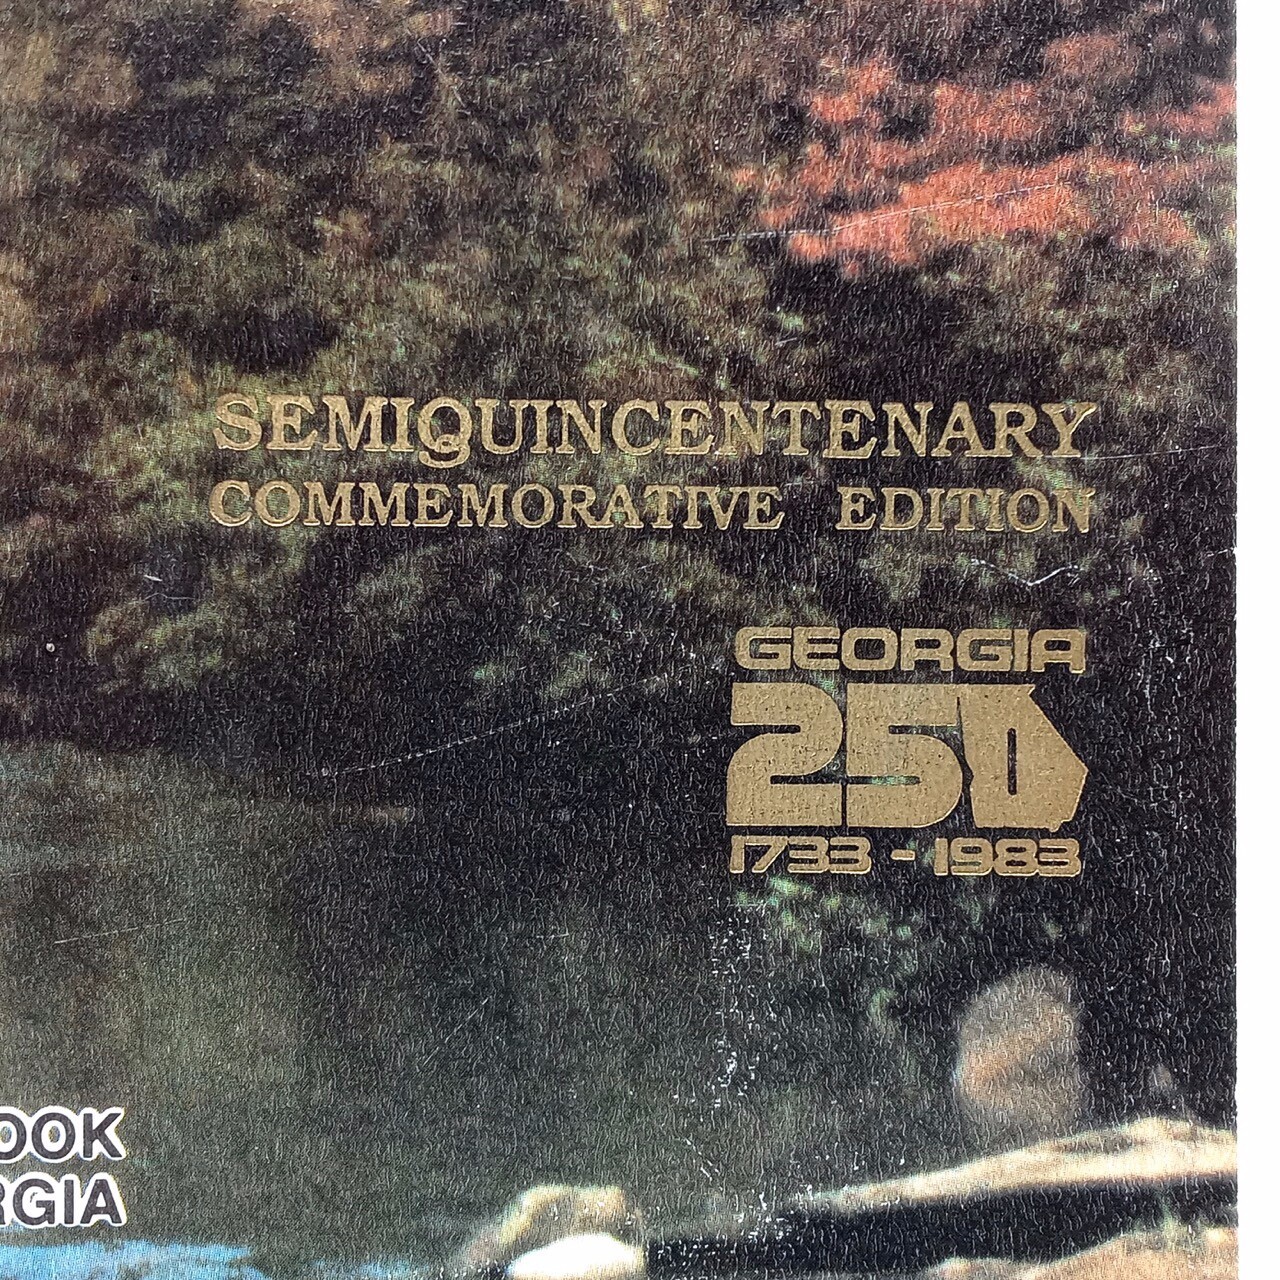 SEMIQUINCENTENARY
COMMEMORATIVE EDITION
GEORGIA
250
1733 - 1983
OOK
RGIA